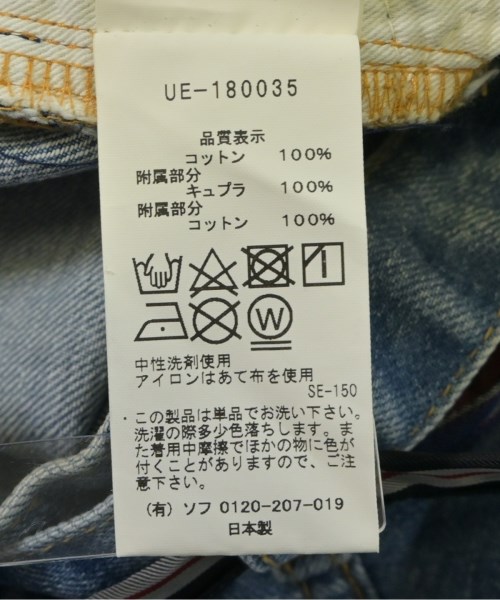 UE-180035
品質表示
コットン 100%
附属部分
キュプラ 100%
附属部分
コットン 100%
W
中性洗剤使用
アイロンはあて布を使用
SE-150
・この製品は単品でお洗い下さい。
洗濯の際多少色落ちします。ま
た着用中摩擦でほかの物に色が
付くことがありますので、ご注
意下さい。
(有) ソフ 0120-207-019
日本製